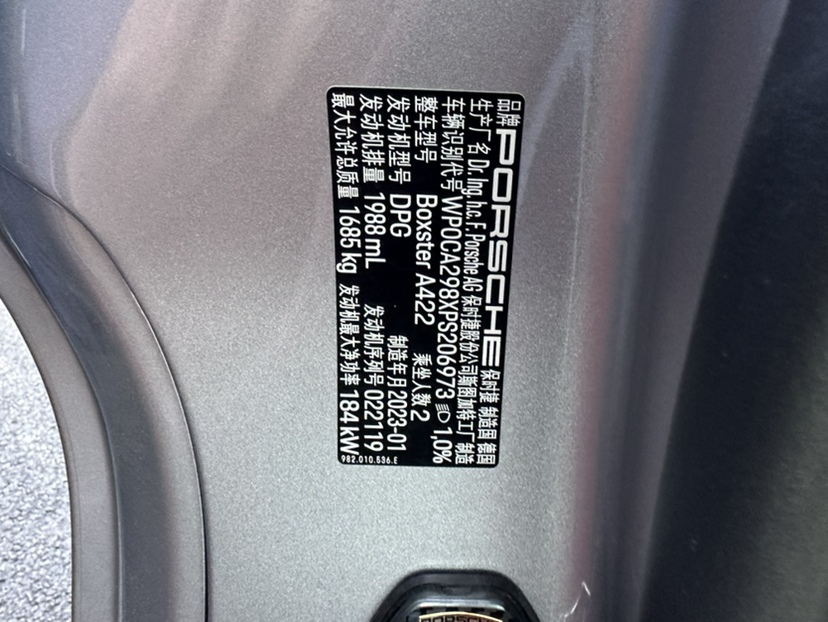 品牌 PORSCHE 保时捷 制造国 德国
生产厂名 Dr. Ing. h.c. F. Porsche AG 保时捷股份公司斯图加特工厂制造
车辆识别代号 WP0CA298XPS206973 1,0%
整车型号 Boxster A422 乘坐人数 2
发动机型号 DPG 制造年月 2023-01
发动机排量 1988 mL 发动机序列号 022119
最大允许总质量 1685 kg 发动机最大净功率 184 kW
982.010.536.E
PORSCHE